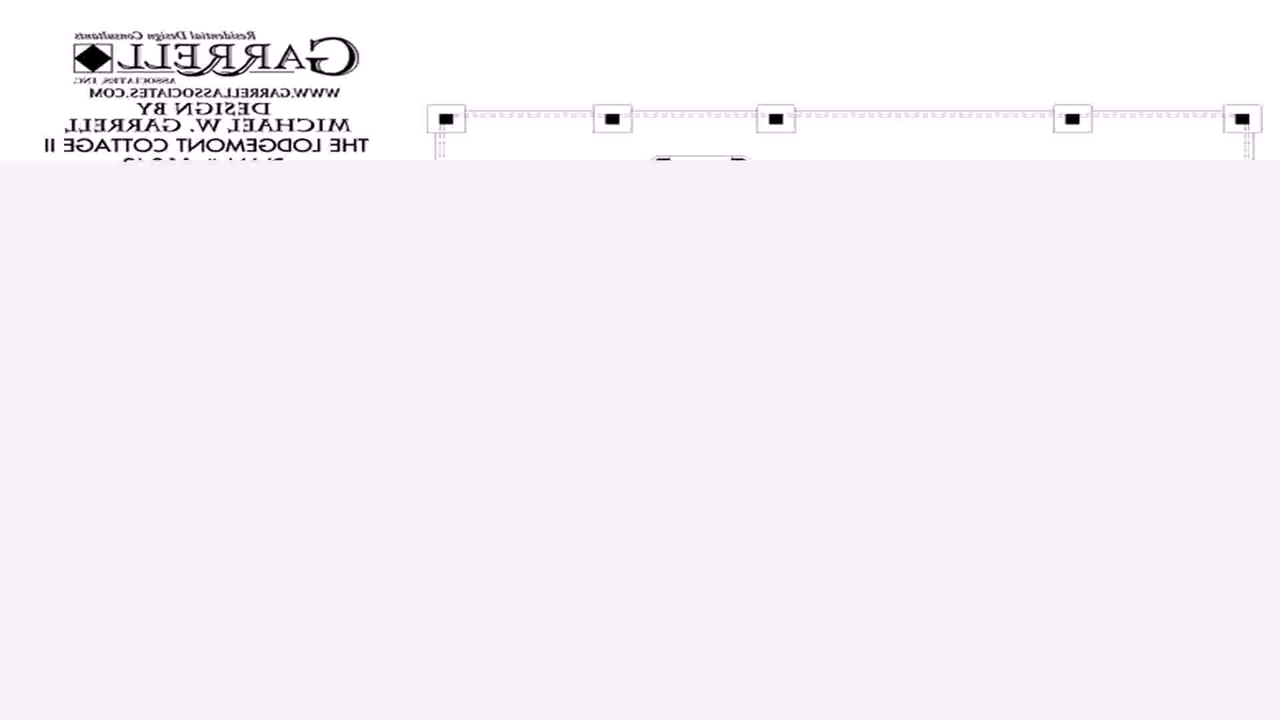 Residential Design Consultants
GARRELL
ASSOCIATES, INC.
WWW.GARRELLASSOCIATES.COM
DESIGN BY
MICHAEL W. GARRELL
THE LODGEMONT COTTAGE II